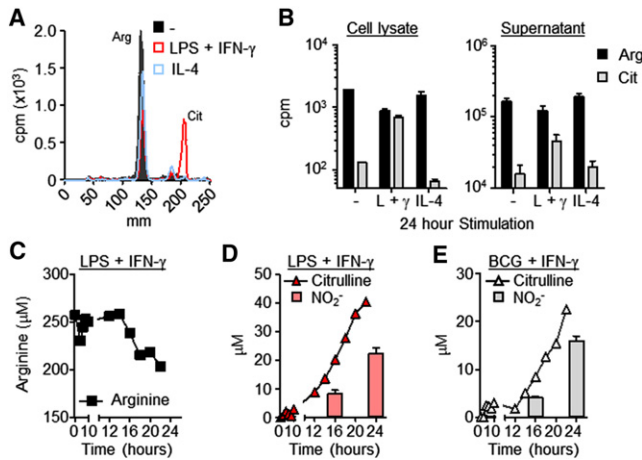 A
-
LPS + IFN-γ
IL-4
Arg
Cit
cpm (x10³)
2.0
1.5
1.0
0.5
0
0 50 100 150 200 250
mm
B
Cell lysate
Supernatant
Arg
Cit
cpm
10³
10²
10⁴
10⁶
10⁵
10⁴
- L + γ IL-4
- L + γ IL-4
24 hour Stimulation
C
LPS + IFN-γ
Arginine (μM)
300
250
200
150
Arginine
0 10 12 16 20 24
Time (hours)
D
LPS + IFN-γ
Citrulline
NO₂⁻
μM
50
40
30
20
10
0
0 10 12 16 20 24
Time (hours)
E
BCG + IFN-γ
Citrulline
NO₂⁻
μM
30
20
10
0
0 10 12 16 20 24
Time (hours)